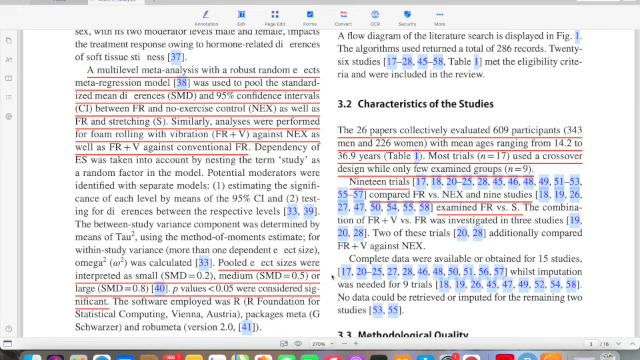 Annotation
Edit
Page Edit
Forms
Convert
OCR
Security
More
sex, with its two moderator levels male and female, impacts
the treatment response owing to hormone-related di erences
of soft tissue sti ness [37].
A multilevel meta-analysis with a robust random e ects
meta-regression model [38] was used to pool the standard-
ized mean di erences (SMD) and 95% confidence intervals
(CI) between FR and no-exercise control (NEX) as well as
FR and stretching (S). Similarly, analyses were performed
for foam rolling with vibration (FR + V) against NEX as
well as FR + V against conventional FR. Dependency of
ES was taken into account by nesting the term ‘study’ as
a random factor in the model. Potential moderators were
identified with separate models: (1) estimating the signifi-
cance of each level by means of the 95% CI and (2) test-
ing for di erences between the respective levels [33, 39].
The between-study variance component was determined by
means of Tau², using the method-of-moments estimate; for
within-study variance (more than one dependent e ect size),
omega² (ω²) was calculated [33]. Pooled e ect sizes were
interpreted as small (SMD = 0.2), medium (SMD = 0.5) or
large (SMD = 0.8) [40]. p values < 0.05 were considered sig-
nificant. The software employed was R (R Foundation for
Statistical Computing, Vienna, Austria), packages meta (G
Schwarzer) and robumeta (version 2.0, [41])
A flow diagram of the literature search is displayed in Fig. 1.
The algorithms used returned a total of 286 records. Twenty-
six studies [17–28, 45–58, Table 1] met the eligibility crite-
ria and were included in the review.
3.2 Characteristics of the Studies
The 26 papers collectively evaluated 609 participants (343
men and 226 women) with mean ages ranging from 14.2 to
36.9 years (Table 1). Most trials (n = 17) used a crossover
design while only few examined groups (n = 9).
Nineteen trials [17, 18, 20–25, 28, 45, 46, 48, 49, 51–53,
55–57] compared FR vs. NEX and nine studies [18, 19, 26,
27, 47, 50, 54, 55, 58] examined FR vs. S. The combination
of FR + V vs. FR was investigated in three studies [19,
20, 28]. Two of these trials [20, 28] additionally compared
FR + V against NEX.
Complete data were available or obtained for 15 studies,
[17, 20–25, 27, 28, 46, 48, 50, 51, 56, 57] whilst imputation
was needed for 9 trials [18, 19, 26, 45, 47, 49, 52, 54, 58].
No data could be retrieved or imputed for the remaining two
studies [53, 55].
3.3 Methodological Quality
270%